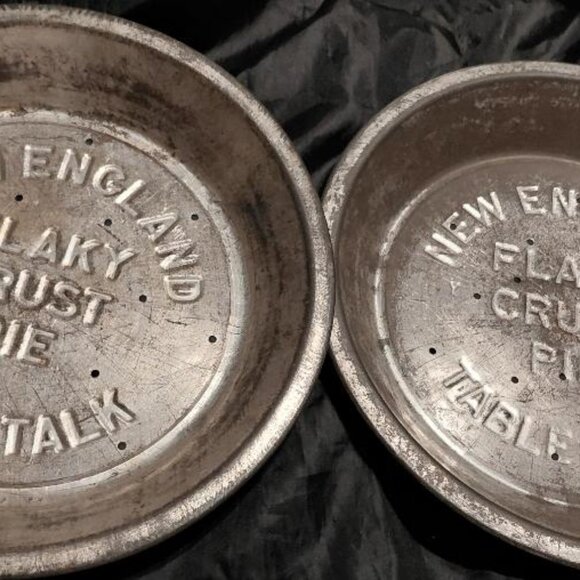 ENGLAND
LAKY
RUST
IE
TALK
NEW EN
FLA
CRU
PI
TABLE